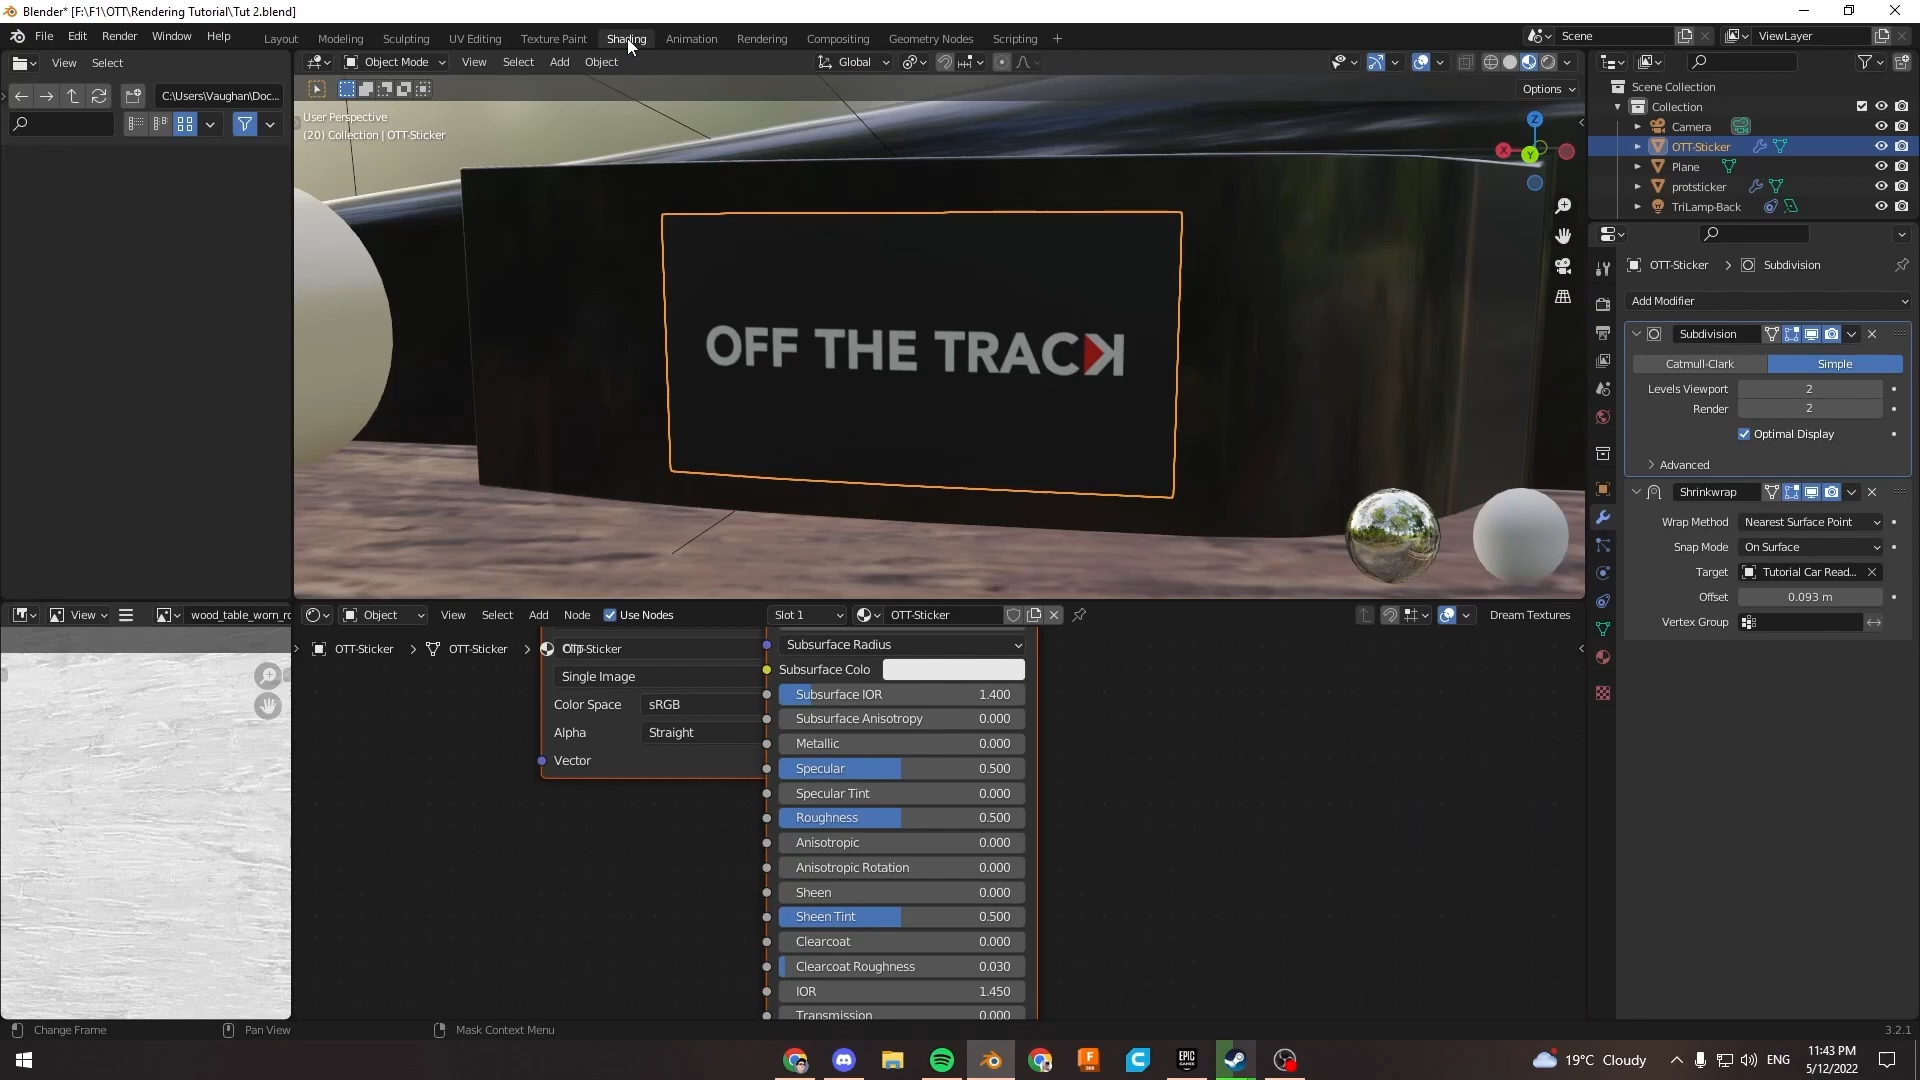 Blender* [F:\F1\OTT\Rendering Tutorial\Tut 2.blend]
File Edit Render Window Help
Layout Modeling Sculpting UV Editing Texture Paint Shading Animation Rendering Compositing Geometry Nodes Scripting
Scene
ViewLayer
View Select
Object Mode View Select Add Object
Global
C:\Users\Vaughan\Doc...
Options
User Perspective
(20) Collection | OTT-Sticker
Z
X
Y
OFF THE TRACK
Scene Collection
Collection
Camera
OTT-Sticker
Plane
protsticker
TriLamp-Back
OTT-Sticker > Subdivision
Add Modifier
Subdivision
Catmull-Clark Simple
Levels Viewport 2
Render 2
Optimal Display
Advanced
Shrinkwrap
Wrap Method Nearest Surface Point
Snap Mode On Surface
Target Tutorial Car Read...
Offset 0.093 m
Vertex Group
View
wood_table_worn_rc
Object View Select Add Node Use Nodes
Slot 1
OTT-Sticker
Dream Textures
OTT-Sticker > OTT-Sticker > OTT-Sticker
Clip
Single Image
Color Space sRGB
Alpha Straight
Vector
Subsurface Radius
Subsurface Colo
Subsurface IOR 1.400
Subsurface Anisotropy 0.000
Metallic 0.000
Specular 0.500
Specular Tint 0.000
Roughness 0.500
Anisotropic 0.000
Anisotropic Rotation 0.000
Sheen 0.000
Sheen Tint 0.500
Clearcoat 0.000
Clearcoat Roughness 0.030
IOR 1.450
Transmission 0.000
Change Frame
Pan View
Mask Context Menu
3.2.1
19°C Cloudy
ENG
11:43 PM
5/12/2022